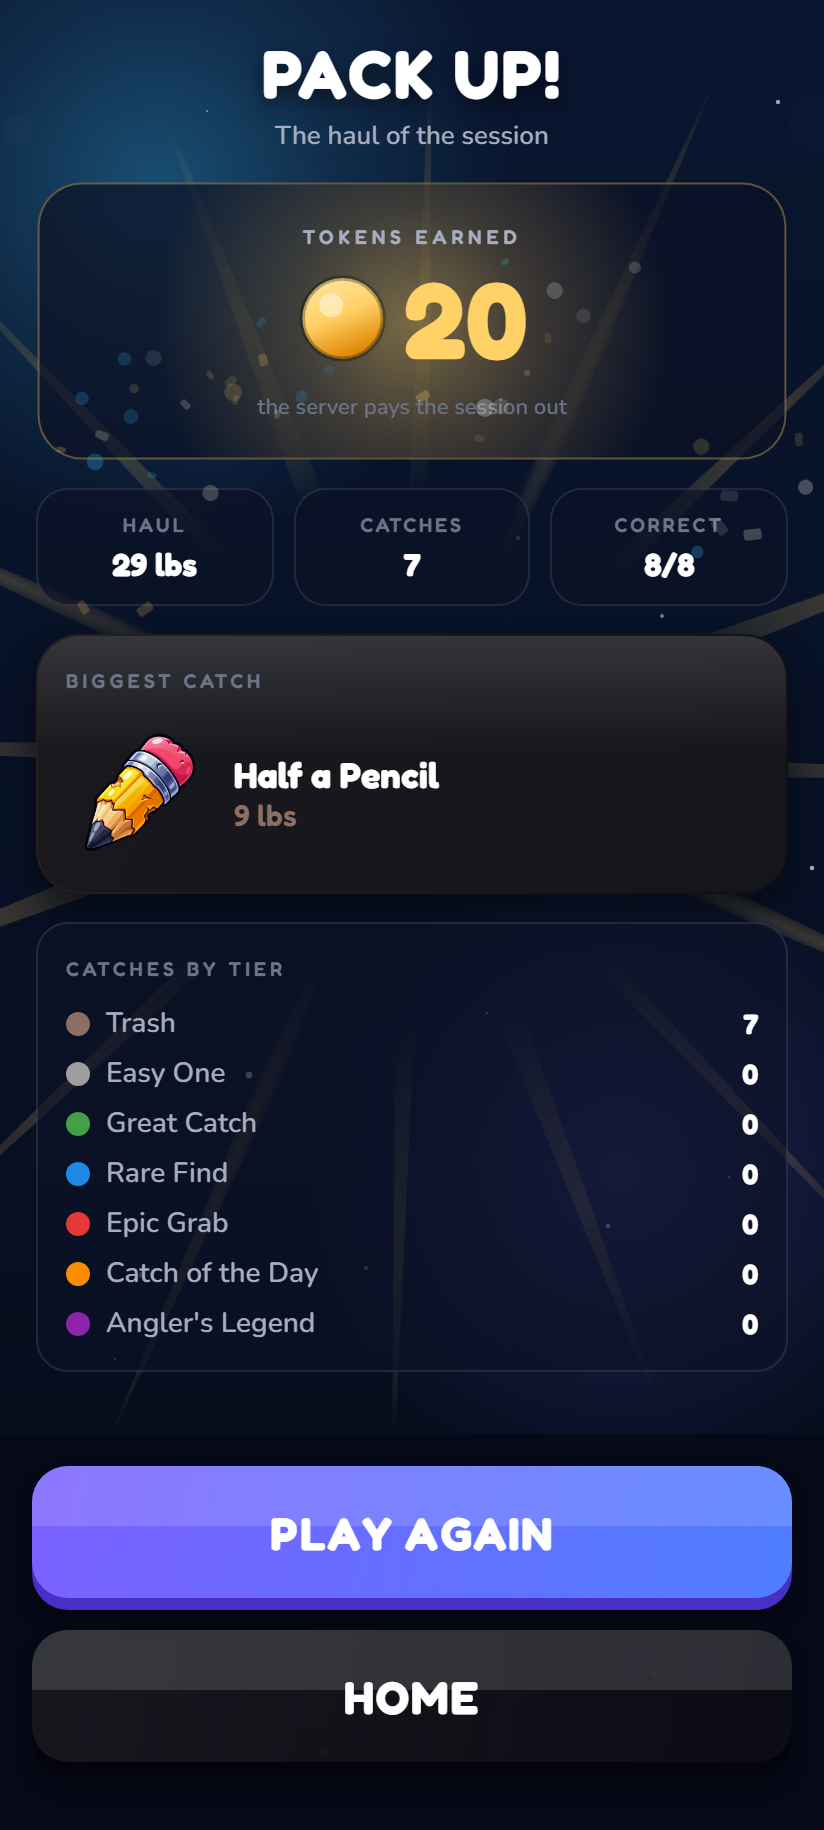 PACK UP!
The haul of the session
TOKENS EARNED
20
the server pays the session out
HAUL
29 lbs
CATCHES
7
CORRECT
8/8
BIGGEST CATCH
Half a Pencil
9 lbs
CATCHES BY TIER
Trash 7
Easy One 0
Great Catch 0
Rare Find 0
Epic Grab 0
Catch of the Day 0
Angler's Legend 0
PLAY AGAIN
HOME